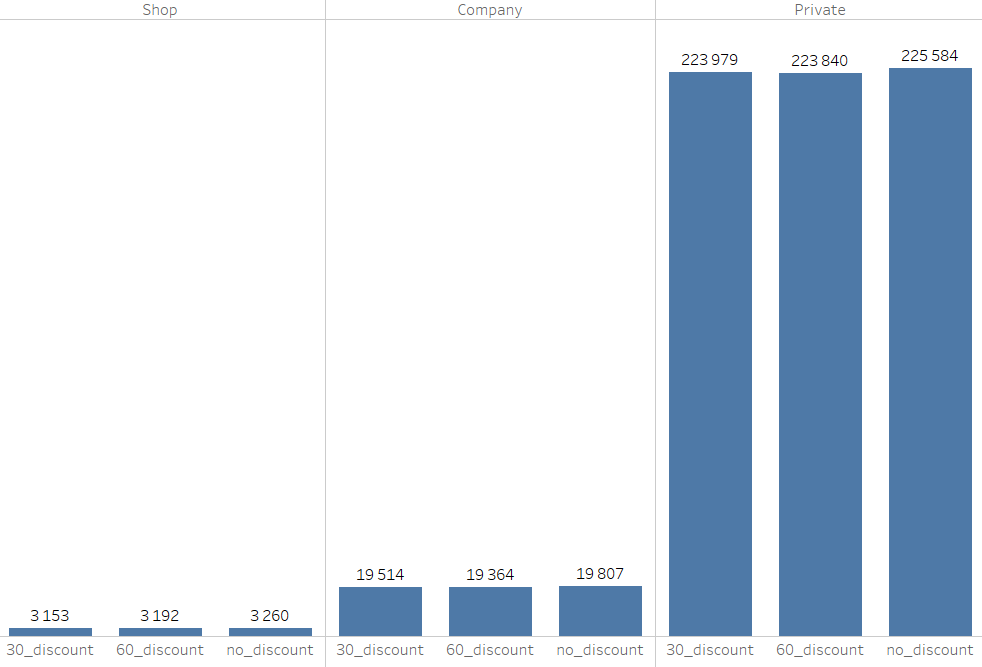 Shop Company Private
223 979 223 840 225 584
19 514 19 364 19 807
3 153 3 192 3 260
30_discount 60_discount no_discount 30_discount 60_discount no_discount 30_discount 60_discount no_discount